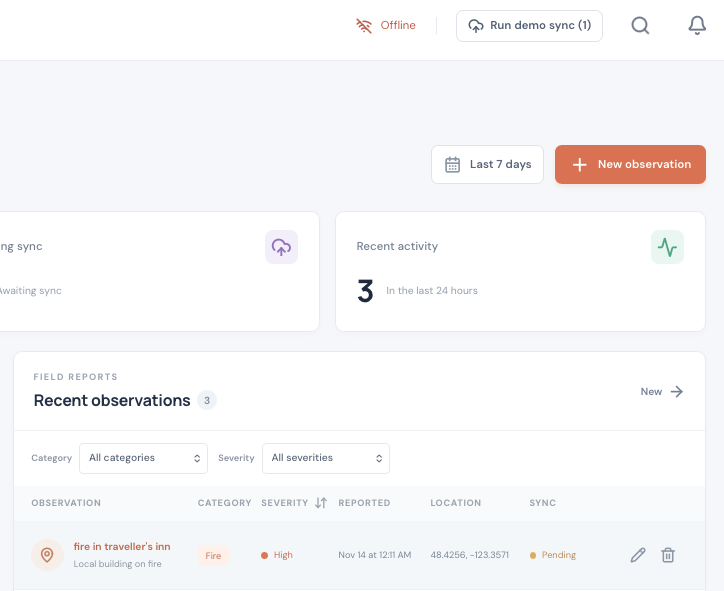 Offline
Run demo sync (1)
Last 7 days
New observation
ng sync
Awaiting sync
Recent activity
3 In the last 24 hours
FIELD REPORTS
Recent observations 3
New
Category All categories Severity All severities
OBSERVATION CATEGORY SEVERITY REPORTED LOCATION SYNC
fire in traveller's inn
Local building on fire
Fire High Nov 14 at 12:11 AM 48.4256, -123.3571 Pending